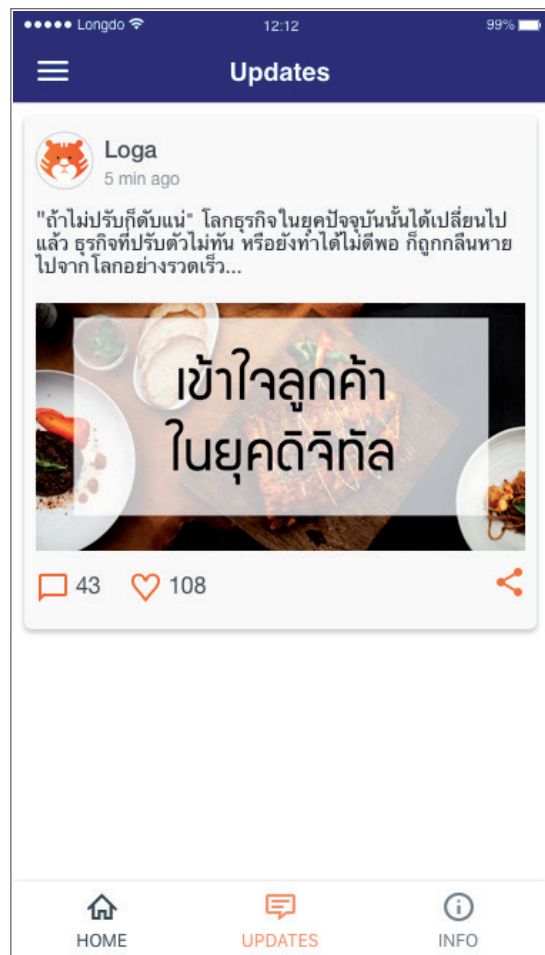 Longdo
12:12
99%
Updates
Loga
5 min ago
"ถ้าไม่ปรับก็ดับแน่" โลกธุรกิจในยุคปัจจุบันนั้นได้เปลี่ยนไป
แล้ว ธุรกิจที่ปรับตัวไม่ทัน หรือยังทำได้ไม่ดีพอ ก็ถูกกลืนหาย
ไปจากโลกอย่างรวดเร็ว...
เข้าใจลูกค้า
ในยุคดิจิทัล
43
108
HOME
UPDATES
INFO